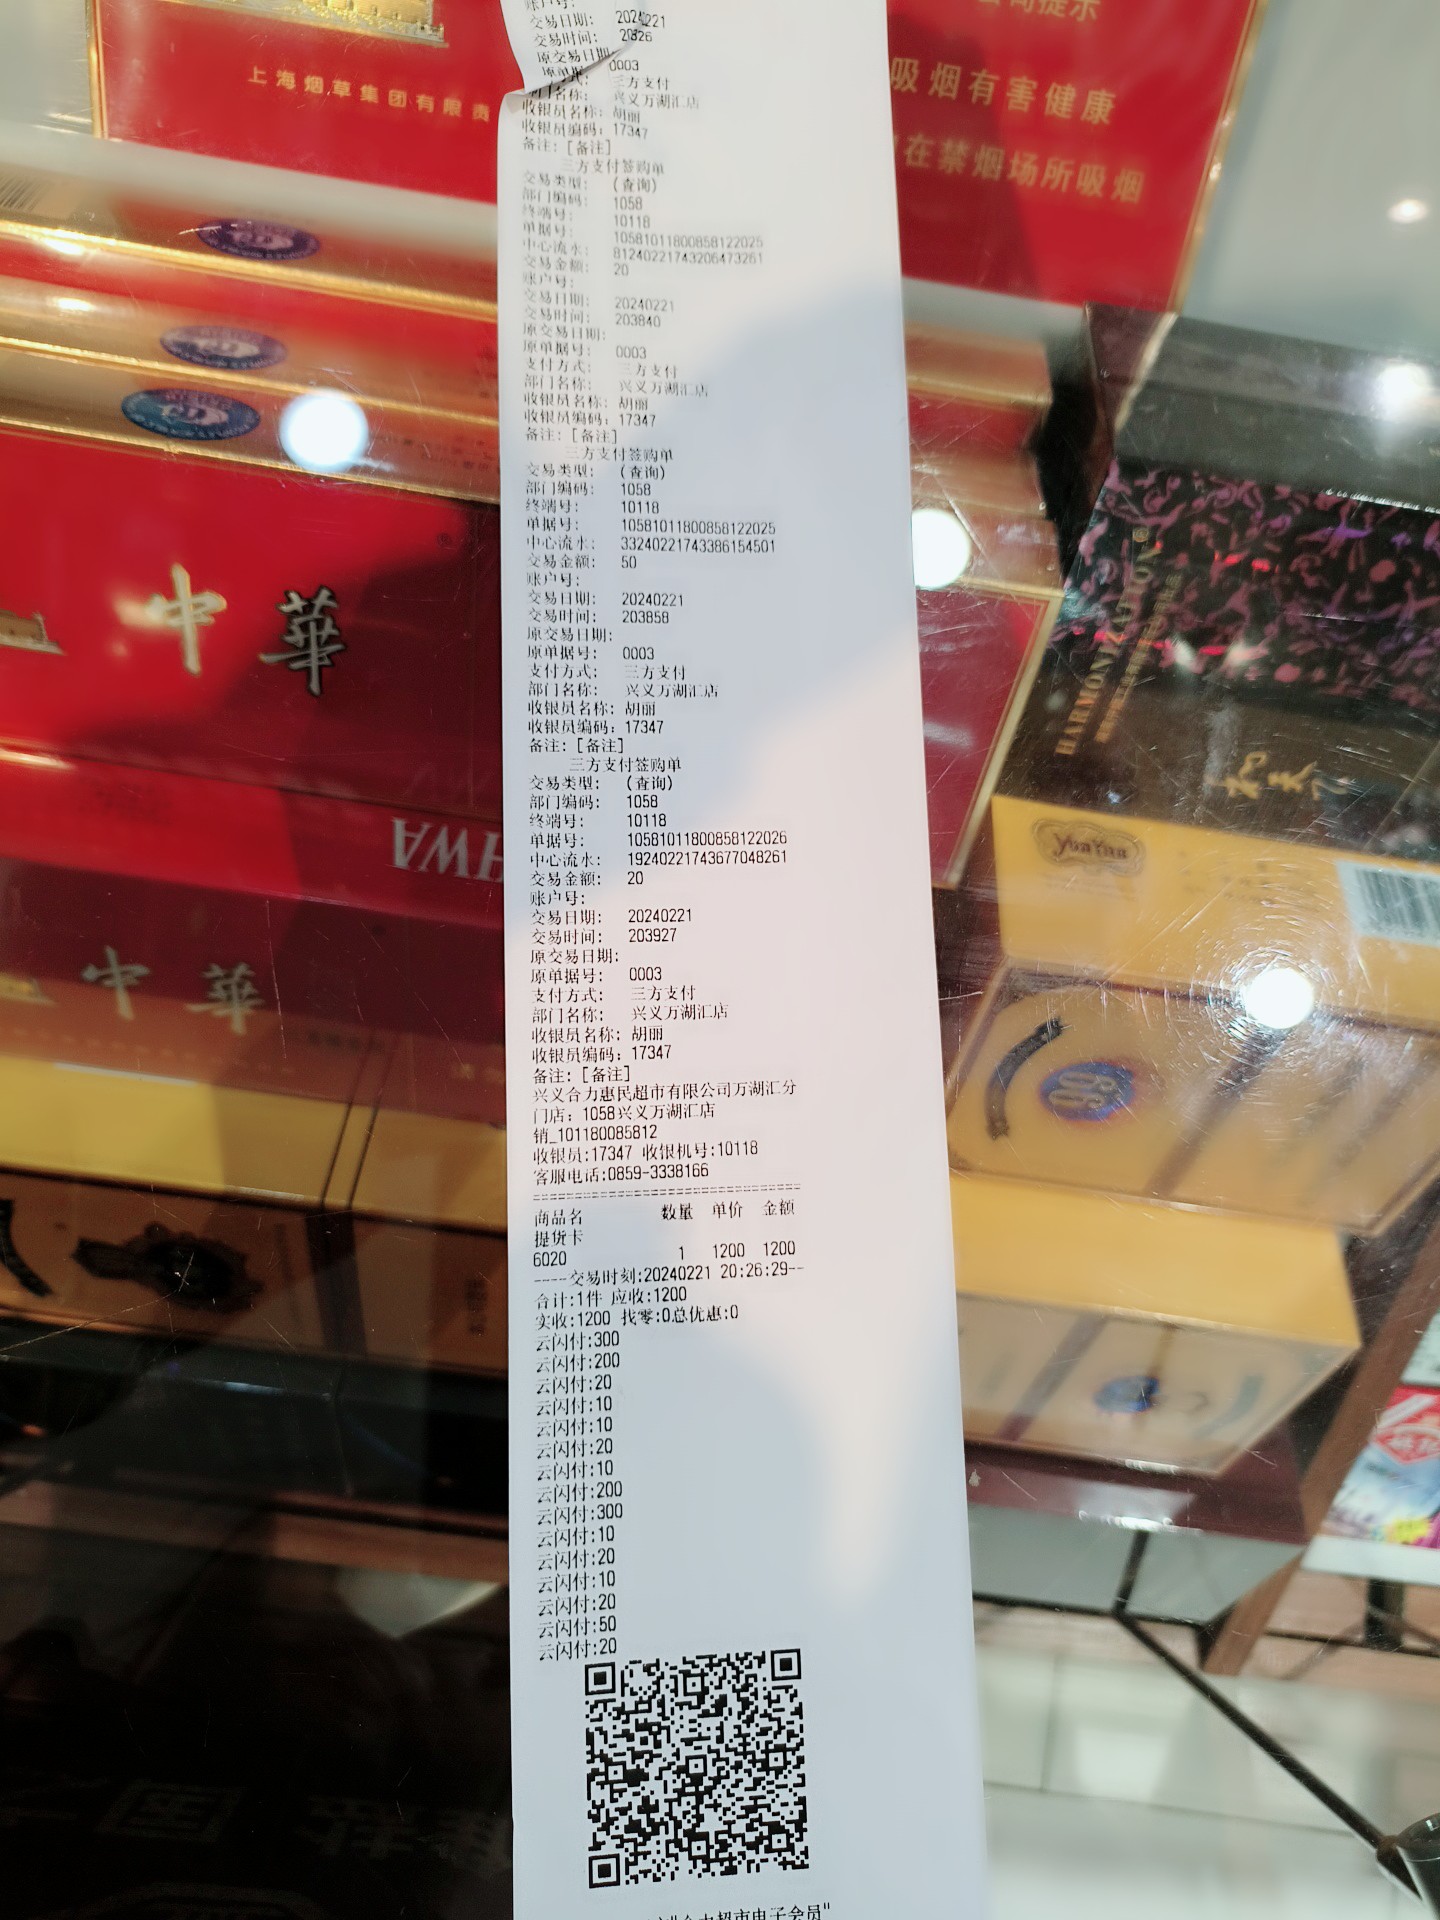 账户号:
交易日期: 20240221
交易时间:
原交易日期:
0003
三方支付
兴义万湖汇店
收银员名称: 胡丽
收银员编码: 17347
备注: [备注]
三方支付签购单
交易类型: (查询)
部门编码: 1058
终端号: 10118
单据号: 10581011800858122025
中心流水: 81240221743206473261
交易金额: 20
账户号:
交易日期: 20240221
交易时间: 203840
原交易日期:
原单据号: 0003
支付方式: 三方支付
部门名称: 兴义万湖汇店
收银员名称: 胡丽
收银员编码: 17347
备注: [备注]
三方支付签购单
交易类型: (查询)
部门编码: 1058
终端号: 10118
单据号: 10581011800858122025
中心流水: 33240221743386154501
交易金额: 50
账户号:
交易日期: 20240221
交易时间: 203858
原交易日期:
原单据号: 0003
支付方式: 三方支付
部门名称: 兴义万湖汇店
收银员名称: 胡丽
收银员编码: 17347
备注: [备注]
三方支付签购单
交易类型: (查询)
部门编码: 1058
终端号: 10118
单据号: 10581011800858122026
中心流水: 19240221743677048261
交易金额: 20
账户号:
交易日期: 20240221
交易时间: 203927
原交易日期:
原单据号: 0003
支付方式: 三方支付
部门名称: 兴义万湖汇店
收银员名称: 胡丽
收银员编码: 17347
备注: [备注]
兴义合力惠民超市有限公司万湖汇分
门店: 1058兴义万湖汇店
销_101180085812
收银员:17347 收银机号:10118
客服电话:0859-3338166
商品名 数量 单价 金额
提货卡
6020 1 1200 1200
----交易时刻:20240221 20:26:29--
合计:1件 应收:1200
实收:1200 找零:0总优惠:0
云闪付:300
云闪付:200
云闪付:20
云闪付:10
云闪付:10
云闪付:20
云闪付:10
云闪付:200
云闪付:300
云闪付:10
云闪付:20
云闪付:10
云闪付:20
云闪付:50
云闪付:20
"合力超市电子会员"
上海烟草集团有限责
吸烟有害健康
在禁烟场所吸烟
中華
中華
HWA
HARMONIZATION
和天下
YunYan